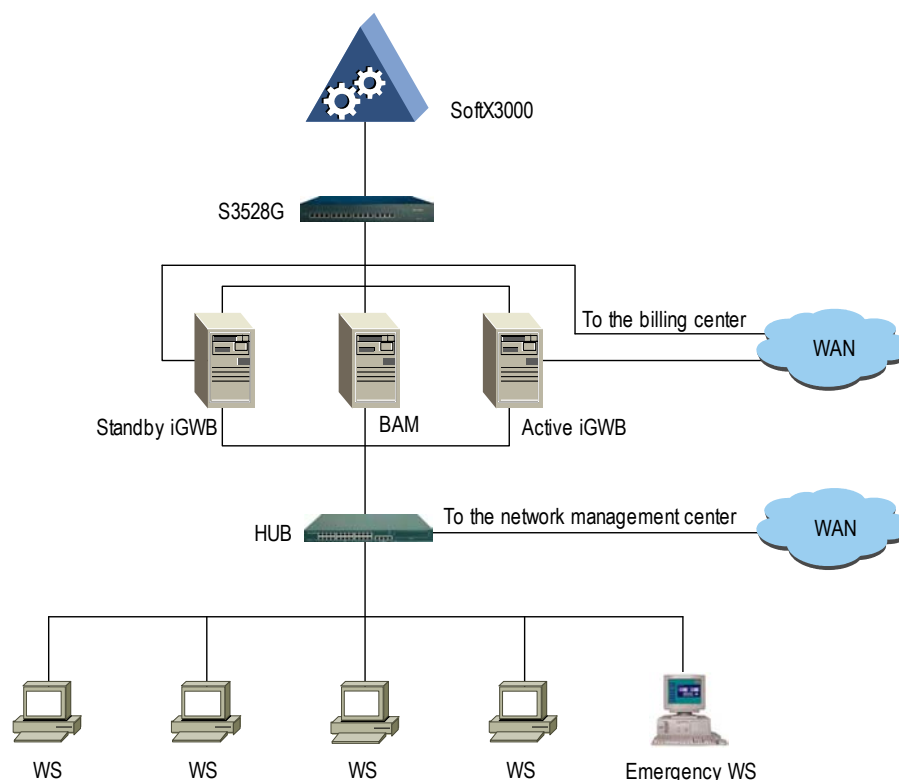 SoftX3000
S3528G
To the billing center
WAN
Standby iGWB
BAM
Active iGWB
To the network management center
HUB
WAN
WS
WS
WS
WS
Emergency WS